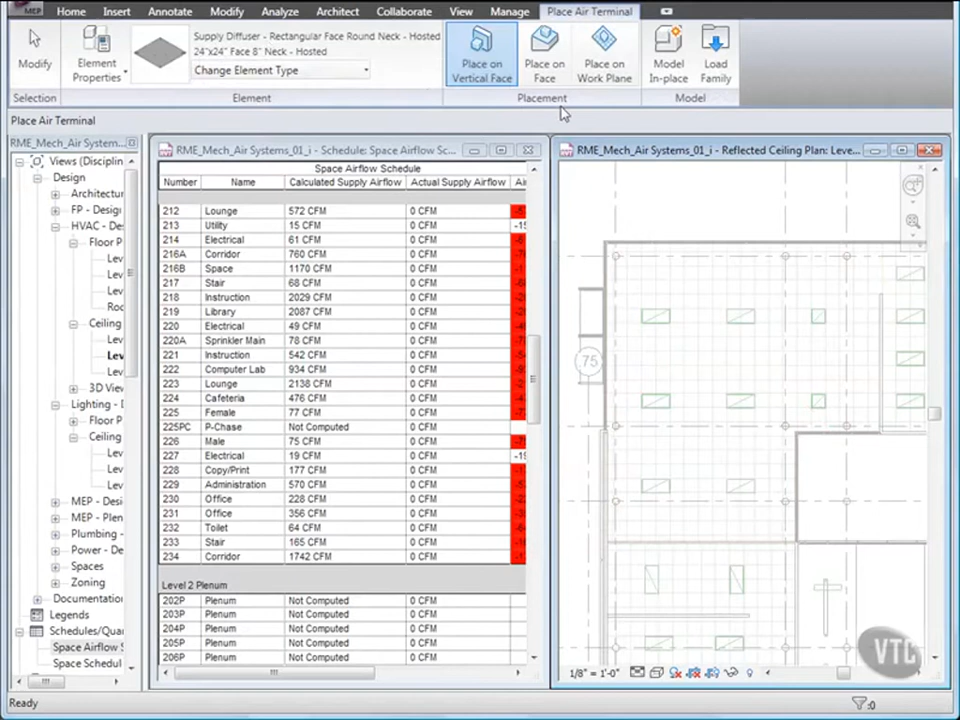 MEP Home Insert Annotate Modify Analyze Architect Collaborate View Manage Place Air Terminal
Modify
Element
Properties
Supply Diffuser - Rectangular Face Round Neck - Hosted
24"x24" Face 8" Neck - Hosted
Change Element Type
Place on
Vertical Face
Place on
Face
Place on
Work Plane
Model
In-place
Load
Family
Selection Element Placement Model
Place Air Terminal
RME_Mech_Air System...
Views (Disciplin
Design
Architectur
FP - Design
HVAC - De
Floor P
Lev
Lev
Lev
Roo
Ceiling
Lev
Lev
Lev
3D Viev
Lighting - D
Floor P
Ceiling
Lev
Lev
Lev
MEP - Desi
MEP - Plen
Plumbing -
Power - De
Spaces
Zoning
Documentation
Legends
Schedules/Quan
Space Airflow S
Space Schedul
RME_Mech_Air Systems_01_i - Schedule: Space Airflow Sc...
Space Airflow Schedule
Number Name Calculated Supply Airflow Actual Supply Airflow Air
212 Lounge 572 CFM 0 CFM
213 Utility 15 CFM 0 CFM -15
214 Electrical 61 CFM 0 CFM
216A Corridor 760 CFM 0 CFM
216B Space 1170 CFM 0 CFM
217 Stair 68 CFM 0 CFM
218 Instruction 2029 CFM 0 CFM
219 Library 2087 CFM 0 CFM
220 Electrical 49 CFM 0 CFM
220A Sprinkler Main 78 CFM 0 CFM
221 Instruction 542 CFM 0 CFM
222 Computer Lab 934 CFM 0 CFM
223 Lounge 2138 CFM 0 CFM
224 Cafeteria 476 CFM 0 CFM
225 Female 77 CFM 0 CFM
225PC P-Chase Not Computed 0 CFM
226 Male 75 CFM 0 CFM
227 Electrical 19 CFM 0 CFM -19
228 Copy/Print 177 CFM 0 CFM
229 Administration 570 CFM 0 CFM
230 Office 228 CFM 0 CFM
231 Office 356 CFM 0 CFM
232 Toilet 64 CFM 0 CFM
233 Stair 165 CFM 0 CFM
234 Corridor 1742 CFM 0 CFM
Level 2 Plenum
202P Plenum Not Computed 0 CFM
203P Plenum Not Computed 0 CFM
204P Plenum Not Computed 0 CFM
205P Plenum Not Computed 0 CFM
206P Plenum Not Computed 0 CFM
RME_Mech_Air Systems_01_i - Reflected Ceiling Plan: Leve...
75
1/8" = 1'-0"
VTC
Ready
:0